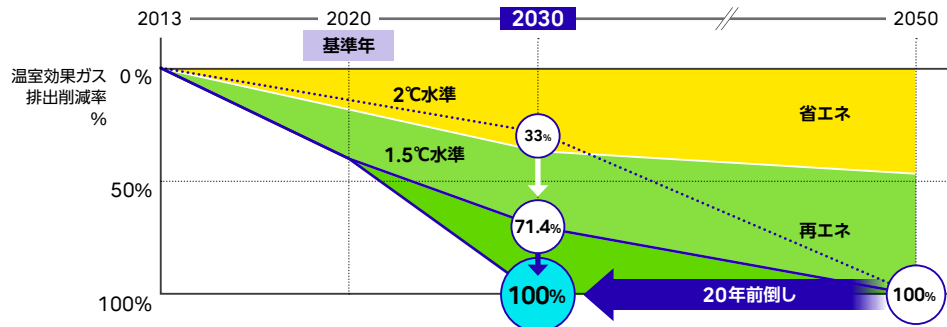 2013
2020
2030
2050
基準年
温室効果ガス
排出削減率
%
0%
50%
100%
2℃水準
1.5℃水準
省エネ
再エネ
33%
71.4%
100%
20年前倒し
100%